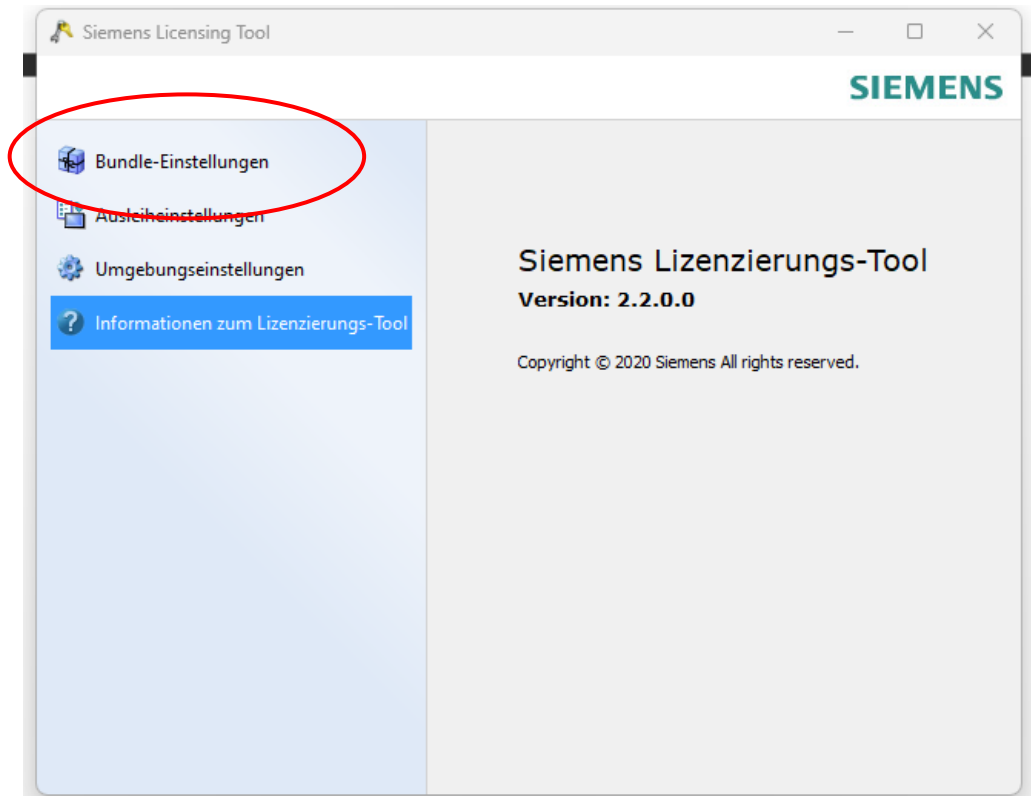 Siemens Licensing Tool
SIEMENS
Bundle-Einstellungen
Ausleiheinstellungen
Umgebungseinstellungen
Informationen zum Lizenzierungs-Tool
Siemens Lizenzierungs-Tool
Version: 2.2.0.0
Copyright © 2020 Siemens All rights reserved.